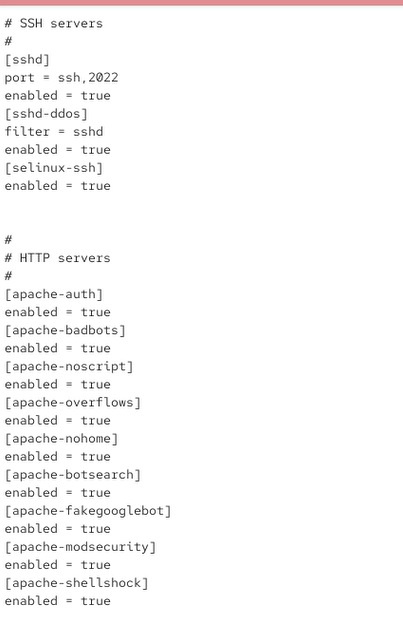 # SSH servers
#
[sshd]
port = ssh,2022
enabled = true
[sshd-ddos]
filter = sshd
enabled = true
[selinux-ssh]
enabled = true
#
# HTTP servers
#
[apache-auth]
enabled = true
[apache-badbots]
enabled = true
[apache-noscript]
enabled = true
[apache-overflows]
enabled = true
[apache-nohome]
enabled = true
[apache-botsearch]
enabled = true
[apache-fakegooglebot]
enabled = true
[apache-modsecurity]
enabled = true
[apache-shellshock]
enabled = true